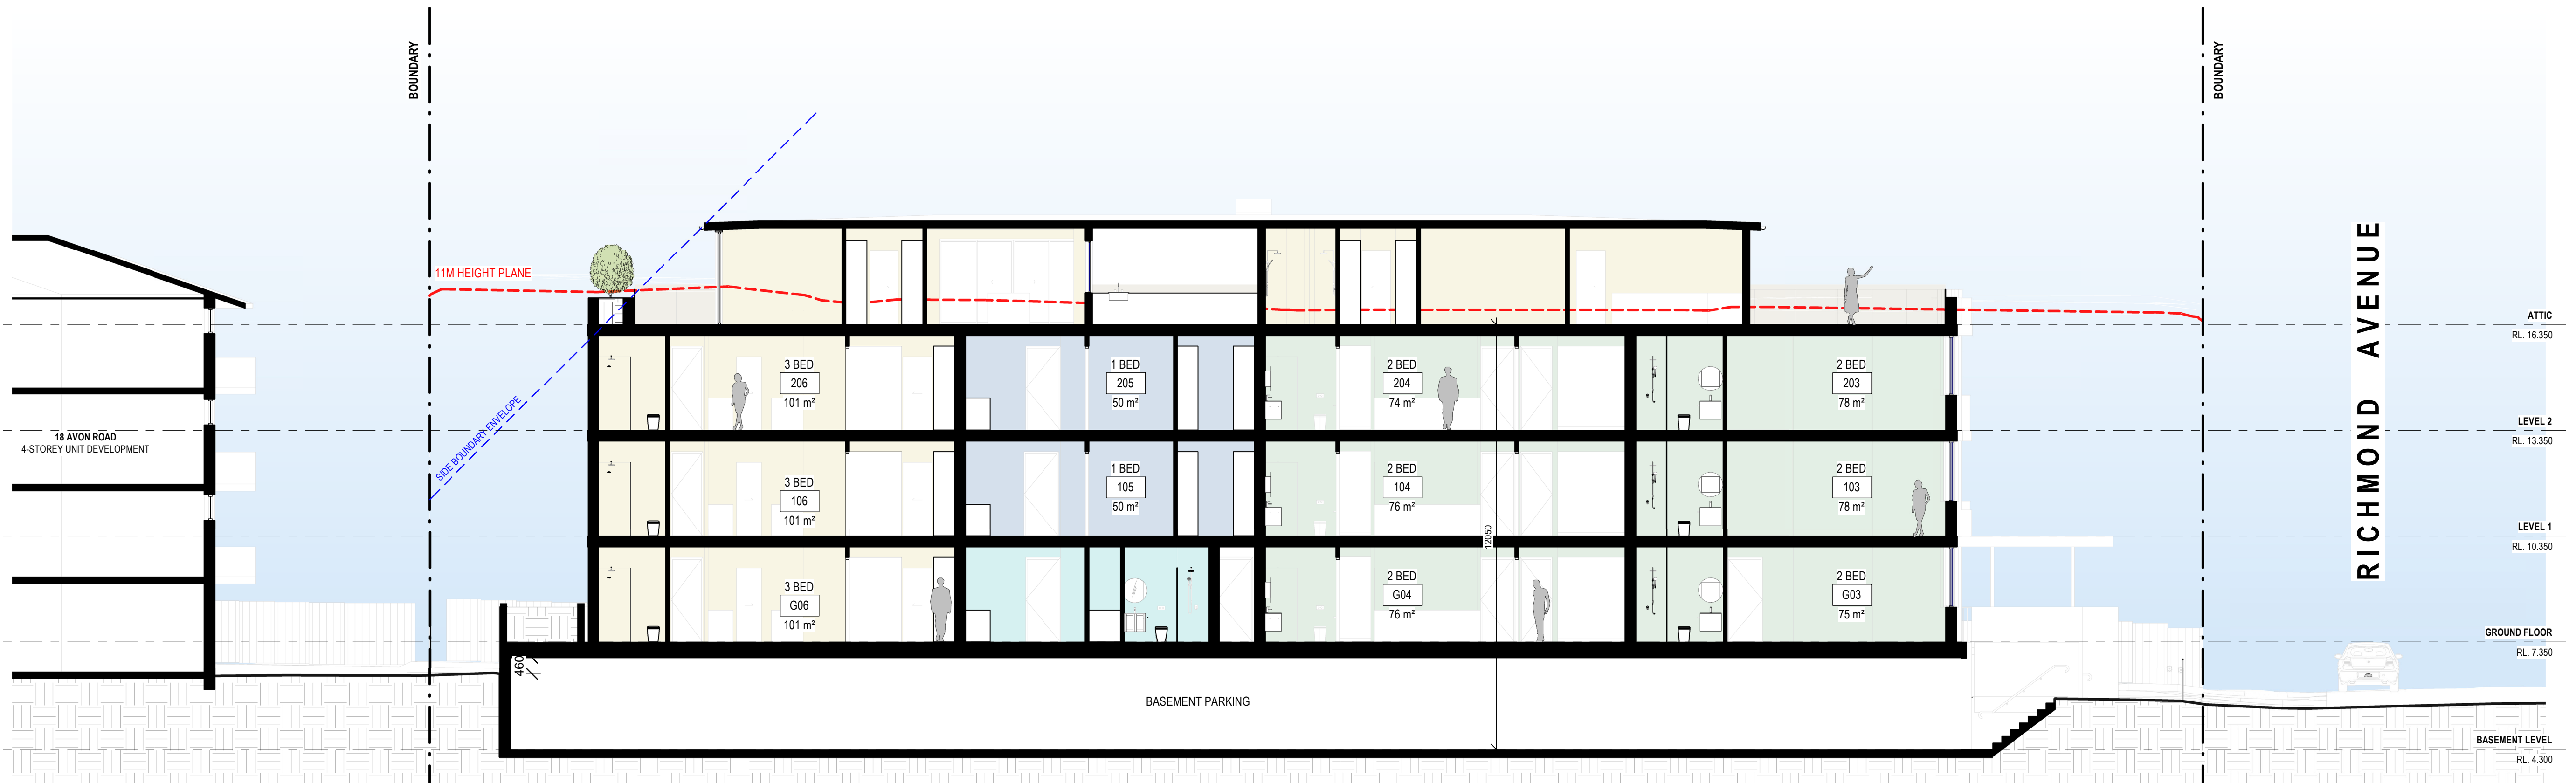 BOUNDARY
BOUNDARY
11M HEIGHT PLANE
SIDE BOUNDARY ENVELOPE
18 AVON ROAD
4-STOREY UNIT DEVELOPMENT
3 BED
206
101 m²
1 BED
205
50 m²
2 BED
204
74 m²
2 BED
203
78 m²
3 BED
106
101 m²
1 BED
105
50 m²
2 BED
104
76 m²
2 BED
103
78 m²
3 BED
G06
101 m²
2 BED
G04
76 m²
2 BED
G03
75 m²
12050
460
BASEMENT PARKING
RICHMOND AVENUE
ATTIC
RL. 16.350
LEVEL 2
RL. 13.350
LEVEL 1
RL. 10.350
GROUND FLOOR
RL. 7.350
BASEMENT LEVEL
RL. 4.300